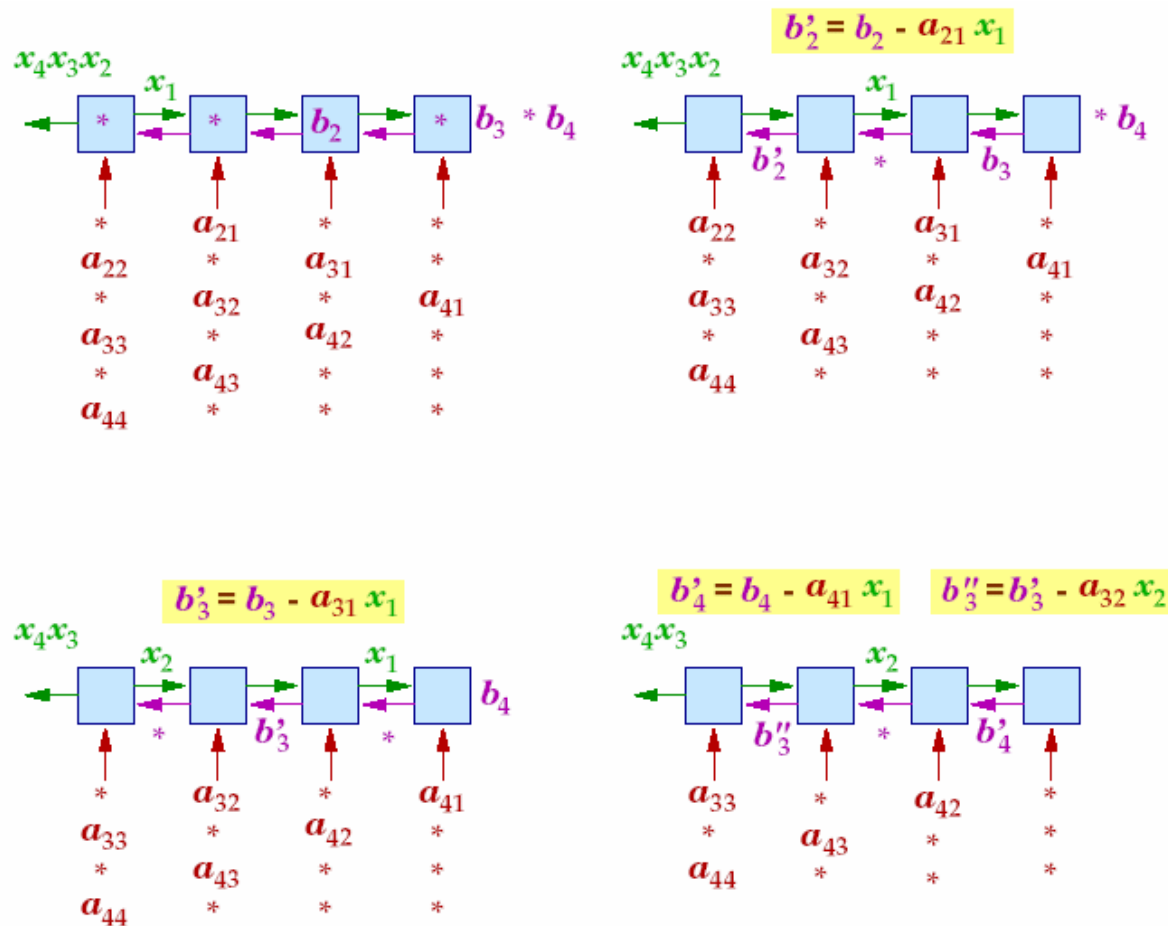 b'₂ = b₂ - a₂₁ x₁
x₄x₃x₂ x₁
* * b₂ * b₃ * b₄
* a₂₁ * *
a₂₂ * a₃₁ *
* a₃₂ * a₄₁
a₃₃ * a₄₂ *
* a₄₃ * *
a₄₄ * * *
x₄x₃x₂ x₁
* b₄
b'₂ * b₃
a₂₂ * a₃₁ *
* a₃₂ * a₄₁
a₃₃ * a₄₂ *
* a₄₃ * *
a₄₄ * * *
b'₃ = b₃ - a₃₁ x₁
x₄x₃ x₂ x₁
b₄
* b'₃ *
* a₃₂ * a₄₁
a₃₃ * a₄₂ *
* a₄₃ * *
a₄₄ * * *
b'₄ = b₄ - a₄₁ x₁ b''₃ = b'₃ - a₃₂ x₂
x₄x₃ x₂
b''₃ * b'₄
a₃₃ * a₄₂ *
* a₄₃ * *
a₄₄ * * *